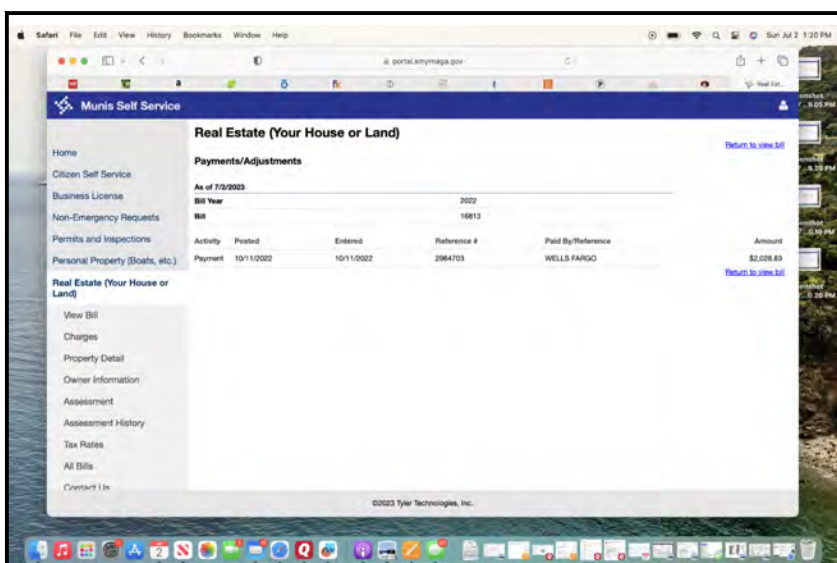 Safari File Edit View History Bookmarks Window Help Sun Jul 2 1:20 PM
portal.smyrnaga.gov
Real Est...
Munis Self Service
Real Estate (Your House or Land)
Return to view bill
Home
Payments/Adjustments
Citizen Self Service
As of 7/2/2023
Business License
Bill Year 2022
Bill 16813
Non-Emergency Requests
Permits and Inspections
Activity Posted Entered Reference # Paid By/Reference Amount
Personal Property (Boats, etc.)
Payment 10/11/2022 10/11/2022 2964703 WELLS FARGO $2,028.83
Return to view bill
Real Estate (Your House or
Land)
View Bill
Charges
Property Detail
Owner Information
Assessment
Assessment History
Tax Rates
All Bills
Contact Us
©2023 Tyler Technologies, Inc.